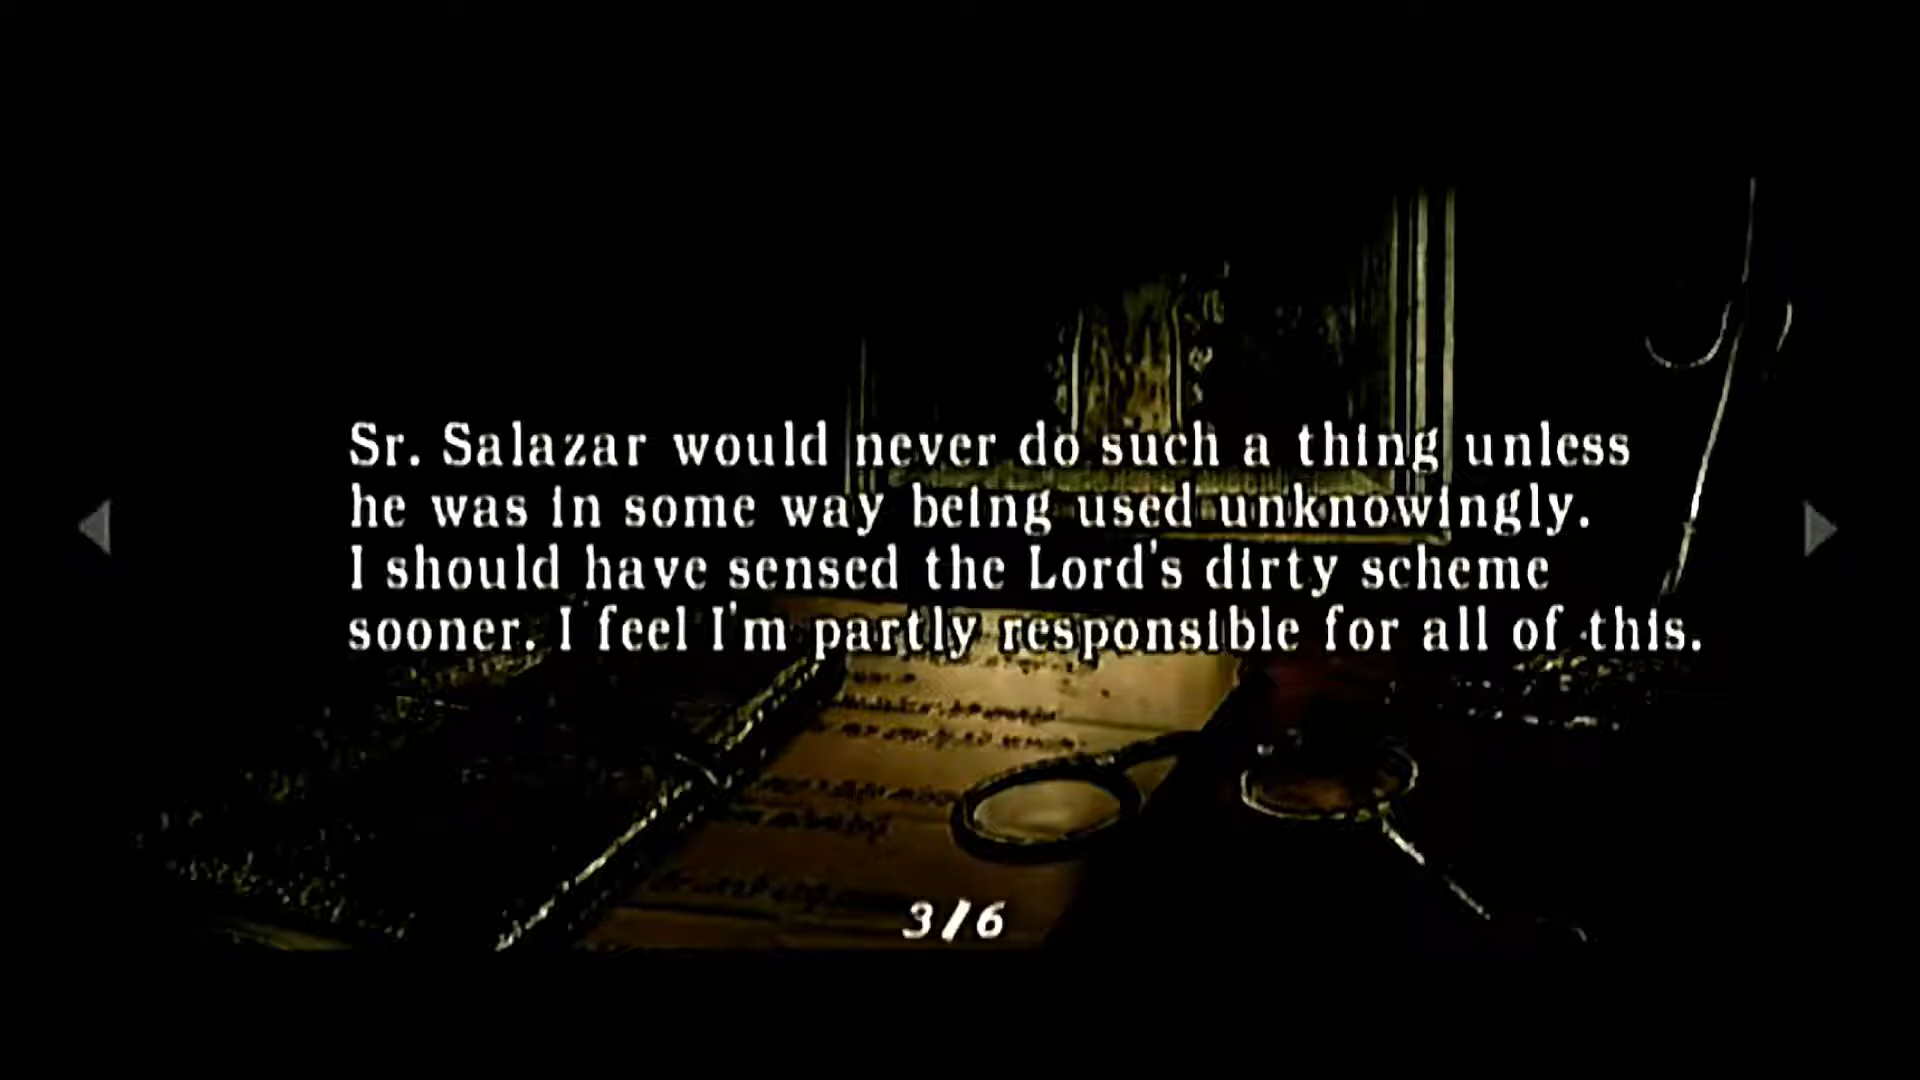 Sr. Salazar would never do such a thing unless
he was in some way being used unknowingly.
I should have sensed the Lord's dirty scheme
sooner. I feel I'm partly responsible for all of this.
3/6